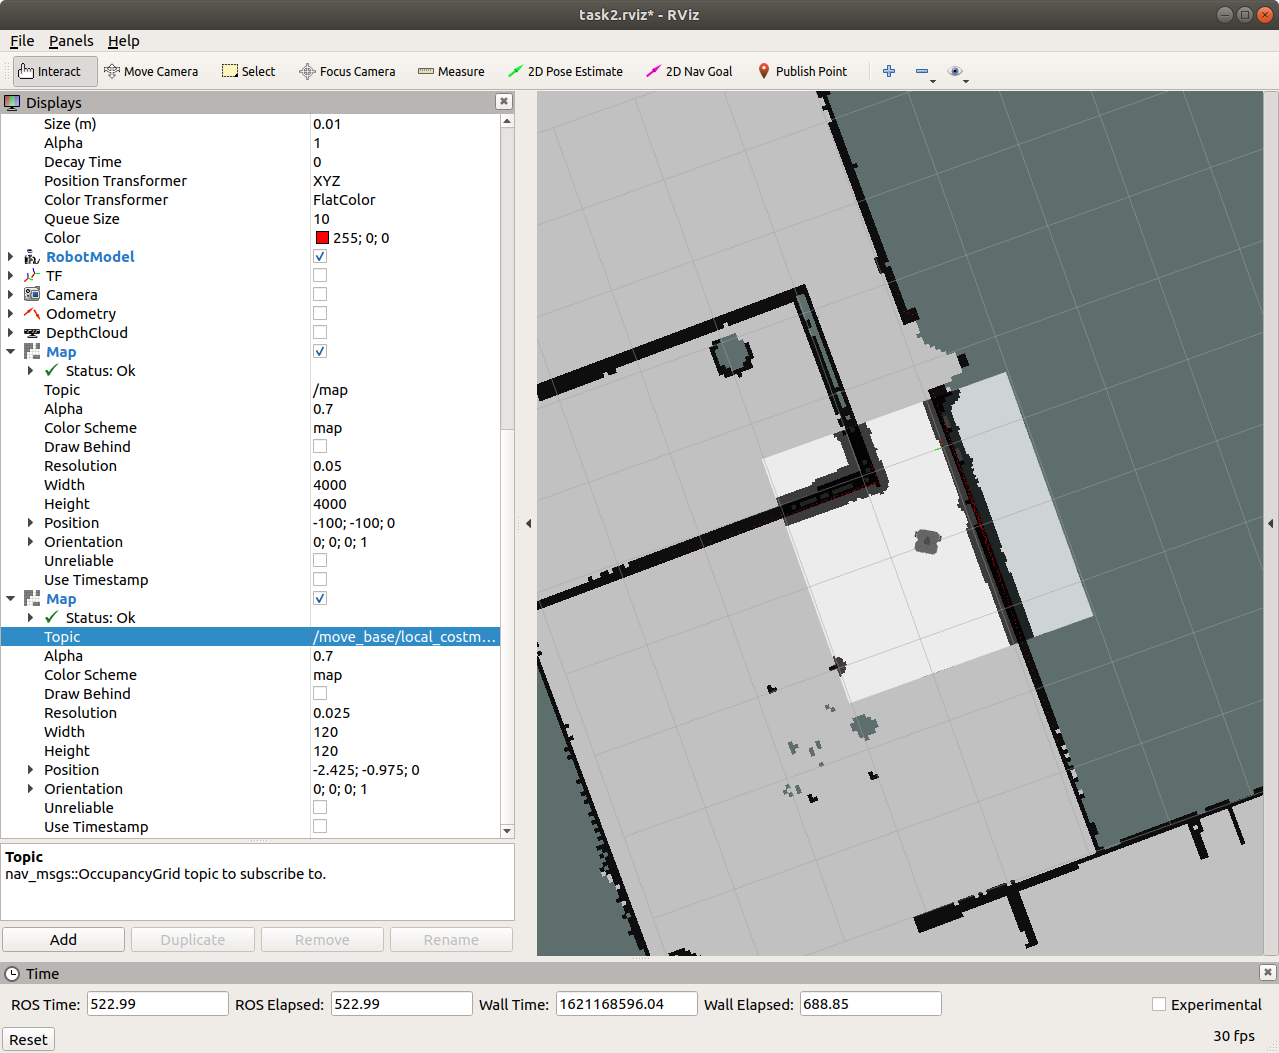 task2.rviz* - RViz
File Panels Help
Interact Move Camera Select Focus Camera Measure 2D Pose Estimate 2D Nav Goal Publish Point
Displays
Size (m) 0.01
Alpha 1
Decay Time 0
Position Transformer XYZ
Color Transformer FlatColor
Queue Size 10
Color 255; 0; 0
RobotModel
TF
Camera
Odometry
DepthCloud
Map
Status: Ok
Topic /map
Alpha 0.7
Color Scheme map
Draw Behind
Resolution 0.05
Width 4000
Height 4000
Position -100; -100; 0
Orientation 0; 0; 0; 1
Unreliable
Use Timestamp
Map
Status: Ok
Topic /move_base/local_costm...
Alpha 0.7
Color Scheme map
Draw Behind
Resolution 0.025
Width 120
Height 120
Position -2.425; -0.975; 0
Orientation 0; 0; 0; 1
Unreliable
Use Timestamp
Topic
nav_msgs::OccupancyGrid topic to subscribe to.
Add Duplicate Remove Rename
Time
ROS Time: 522.99 ROS Elapsed: 522.99 Wall Time: 1621168596.04 Wall Elapsed: 688.85 Experimental
Reset 30 fps